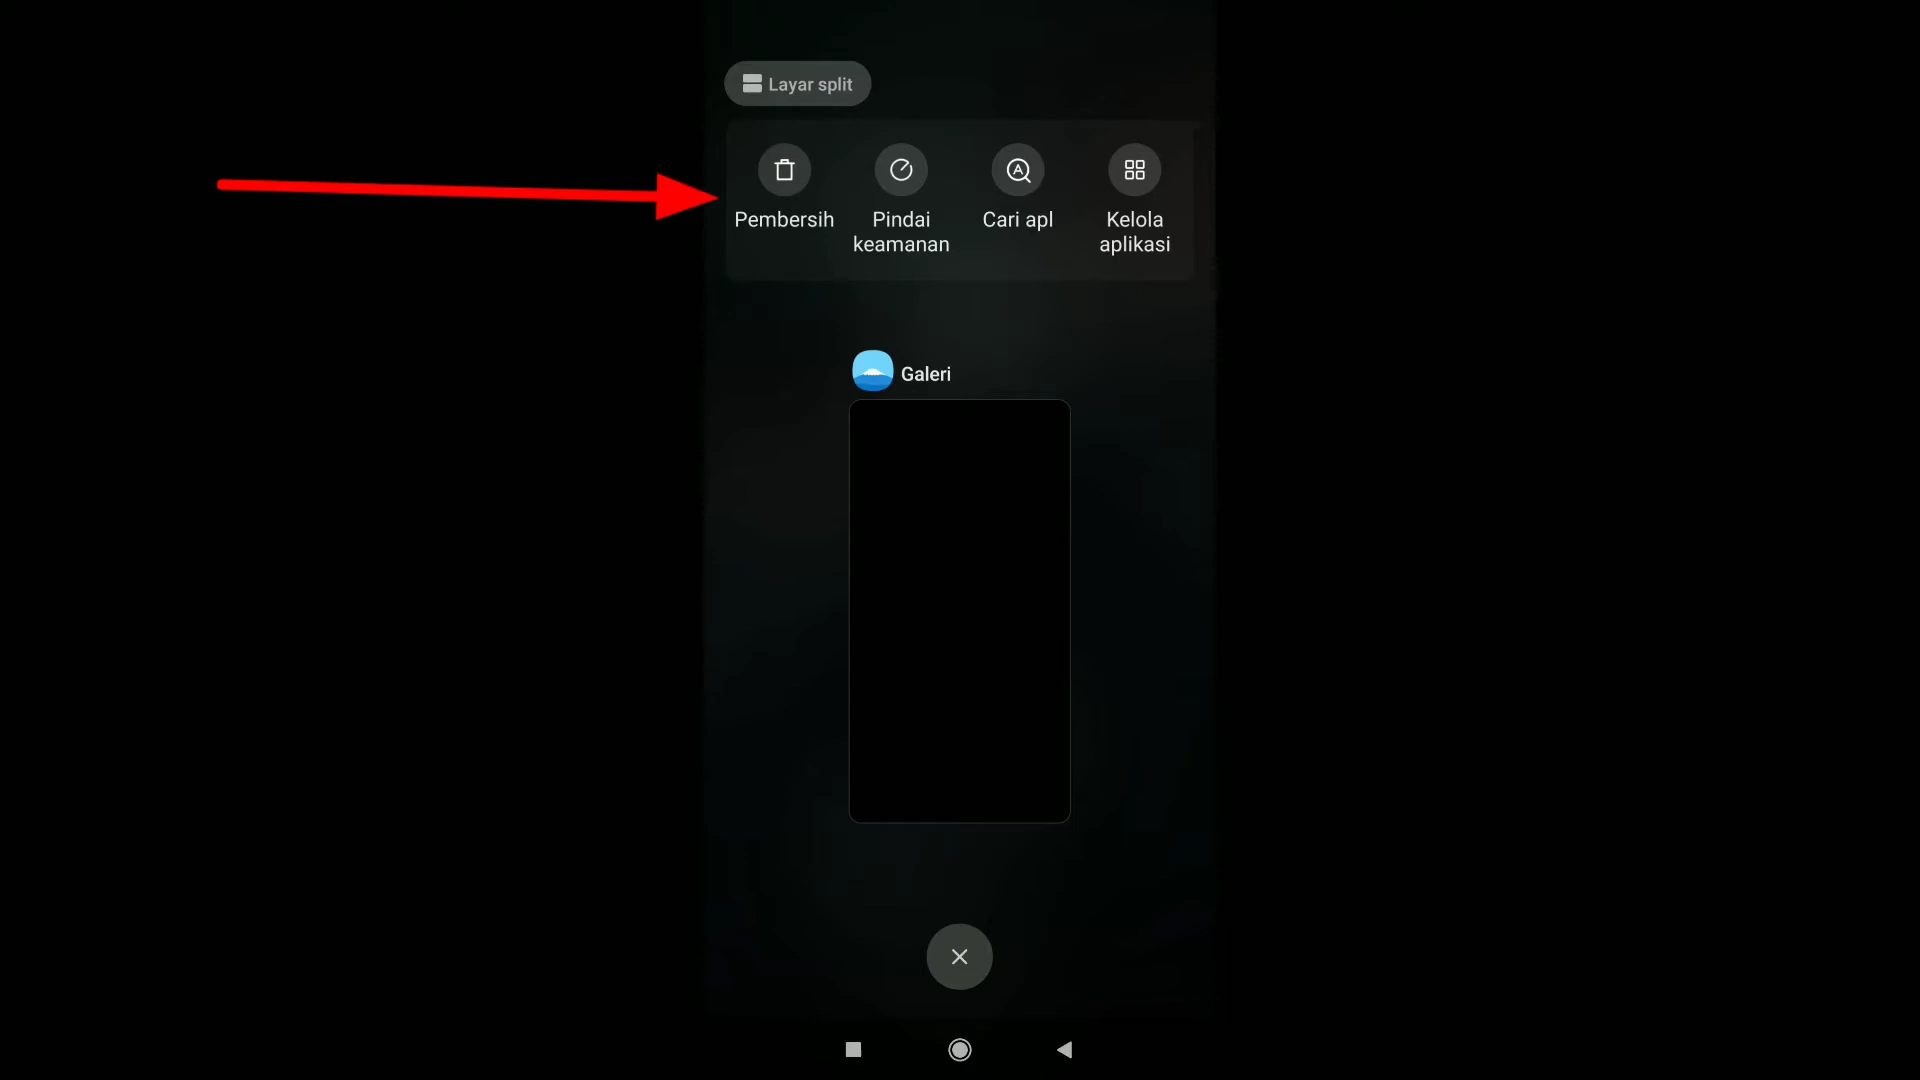 Layar split
Pembersih
Pindai
keamanan
Cari apl
Kelola
aplikasi
Galeri